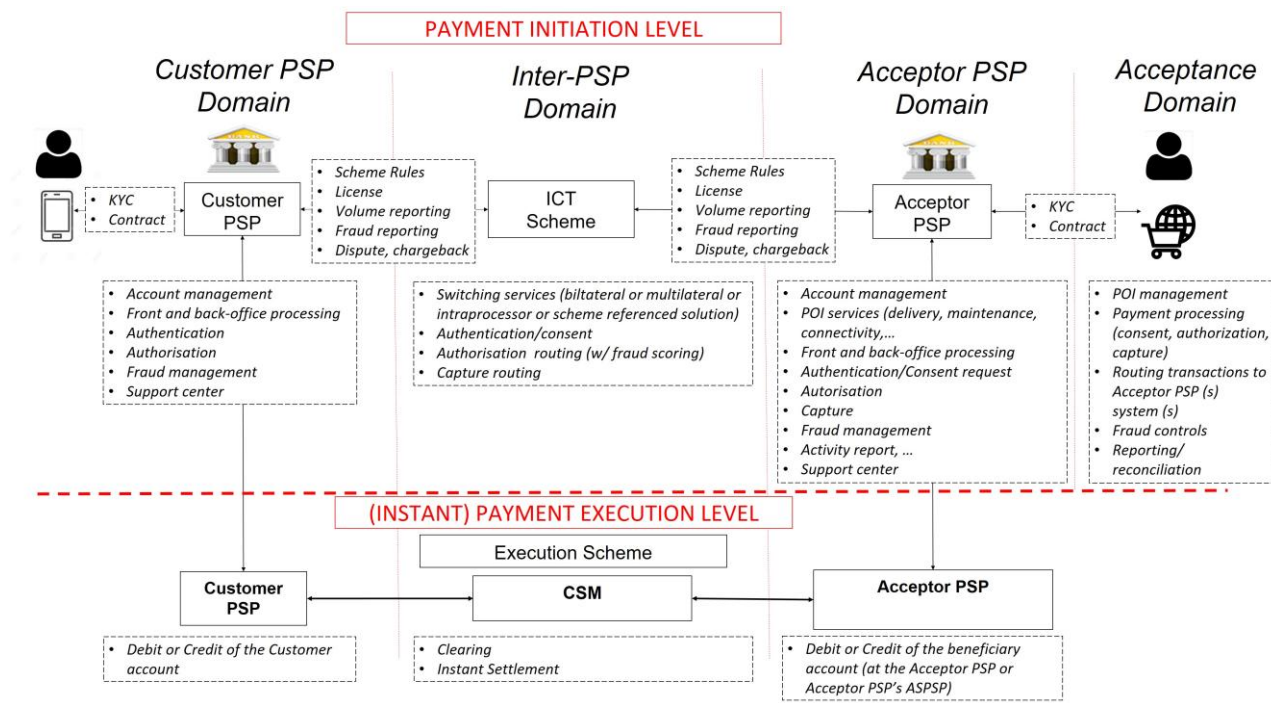 PAYMENT INITIATION LEVEL
Customer PSP
Domain
Inter-PSP
Domain
Acceptor PSP
Domain
Acceptance
Domain
• KYC
• Contract
Customer
PSP
• Scheme Rules
• License
• Volume reporting
• Fraud reporting
• Dispute, chargeback
ICT
Scheme
• Scheme Rules
• License
• Volume reporting
• Fraud reporting
• Dispute, chargeback
Acceptor
PSP
• KYC
• Contract
• Account management
• Front and back-office processing
• Authentication
• Authorisation
• Fraud management
• Support center
• Switching services (biltateral or multilateral or
intraprocessor or scheme referenced solution)
• Authentication/consent
• Authorisation routing (w/ fraud scoring)
• Capture routing
• Account management
• POI services (delivery, maintenance,
connectivity,…
• Front and back-office processing
• Authentication/Consent request
• Autorisation
• Capture
• Fraud management
• Activity report, …
• Support center
• POI management
• Payment processing
(consent, authorization,
capture)
• Routing transactions to
Acceptor PSP (s)
system (s)
• Fraud controls
• Reporting/
reconciliation
(INSTANT) PAYMENT EXECUTION LEVEL
Execution Scheme
Customer
PSP
CSM
Acceptor PSP
• Debit or Credit of the Customer
account
• Clearing
• Instant Settlement
• Debit or Credit of the beneficiary
account (at the Acceptor PSP or
Acceptor PSP's ASPSP)